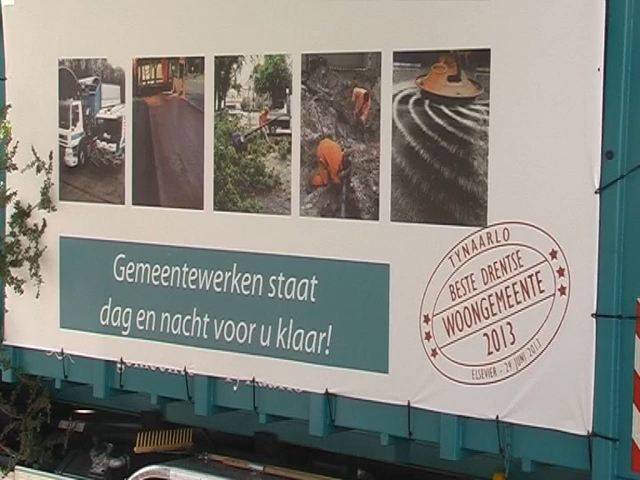 Gemeentewerken staat
dag en nacht voor u klaar!
TYNAARLO
BESTE DRENTSE
WOONGEMEENTE
2013
ELSEVIER - 29 JUNI 2013